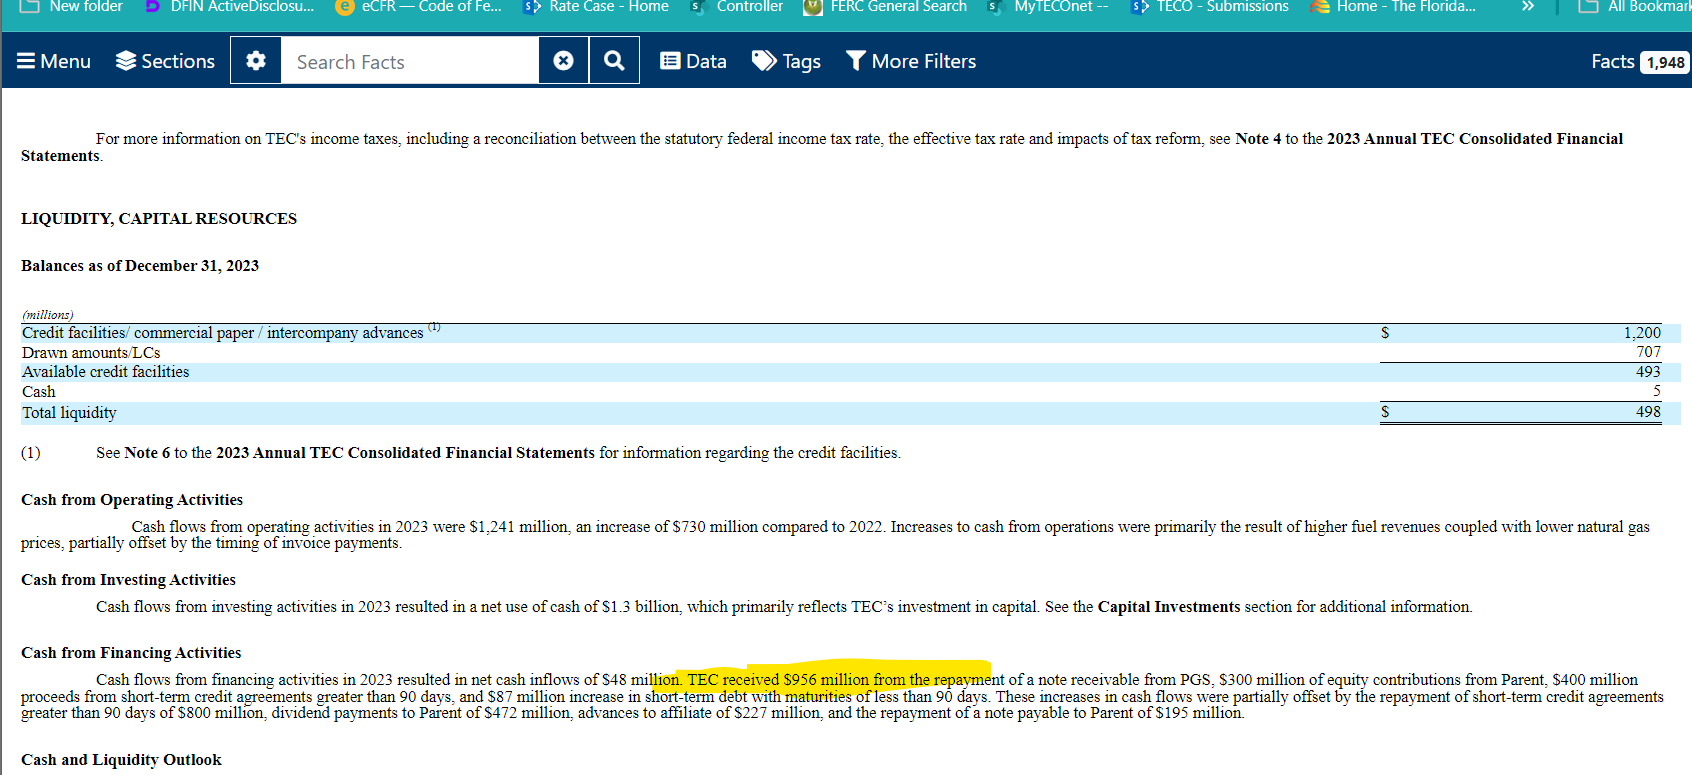 New folder DFIN ActiveDisclosu... eCFR — Code of Fe... Rate Case - Home Controller FERC General Search MyTECOnet -- TECO - Submissions Home - The Florida... » All Bookmark
Menu Sections Search Facts Data Tags More Filters Facts 1,948
For more information on TEC's income taxes, including a reconciliation between the statutory federal income tax rate, the effective tax rate and impacts of tax reform, see Note 4 to the 2023 Annual TEC Consolidated Financial
Statements.
LIQUIDITY, CAPITAL RESOURCES
Balances as of December 31, 2023
(millions)
Credit facilities/ commercial paper / intercompany advances (1) $ 1,200
Drawn amounts/LCs 707
Available credit facilities 493
Cash 5
Total liquidity $ 498
(1) See Note 6 to the 2023 Annual TEC Consolidated Financial Statements for information regarding the credit facilities.
Cash from Operating Activities
Cash flows from operating activities in 2023 were $1,241 million, an increase of $730 million compared to 2022. Increases to cash from operations were primarily the result of higher fuel revenues coupled with lower natural gas
prices, partially offset by the timing of invoice payments.
Cash from Investing Activities
Cash flows from investing activities in 2023 resulted in a net use of cash of $1.3 billion, which primarily reflects TEC’s investment in capital. See the Capital Investments section for additional information.
Cash from Financing Activities
Cash flows from financing activities in 2023 resulted in net cash inflows of $48 million. TEC received $956 million from the repayment of a note receivable from PGS, $300 million of equity contributions from Parent, $400 million
proceeds from short-term credit agreements greater than 90 days, and $87 million increase in short-term debt with maturities of less than 90 days. These increases in cash flows were partially offset by the repayment of short-term credit agreements
greater than 90 days of $800 million, dividend payments to Parent of $472 million, advances to affiliate of $227 million, and the repayment of a note payable to Parent of $195 million.
Cash and Liquidity Outlook